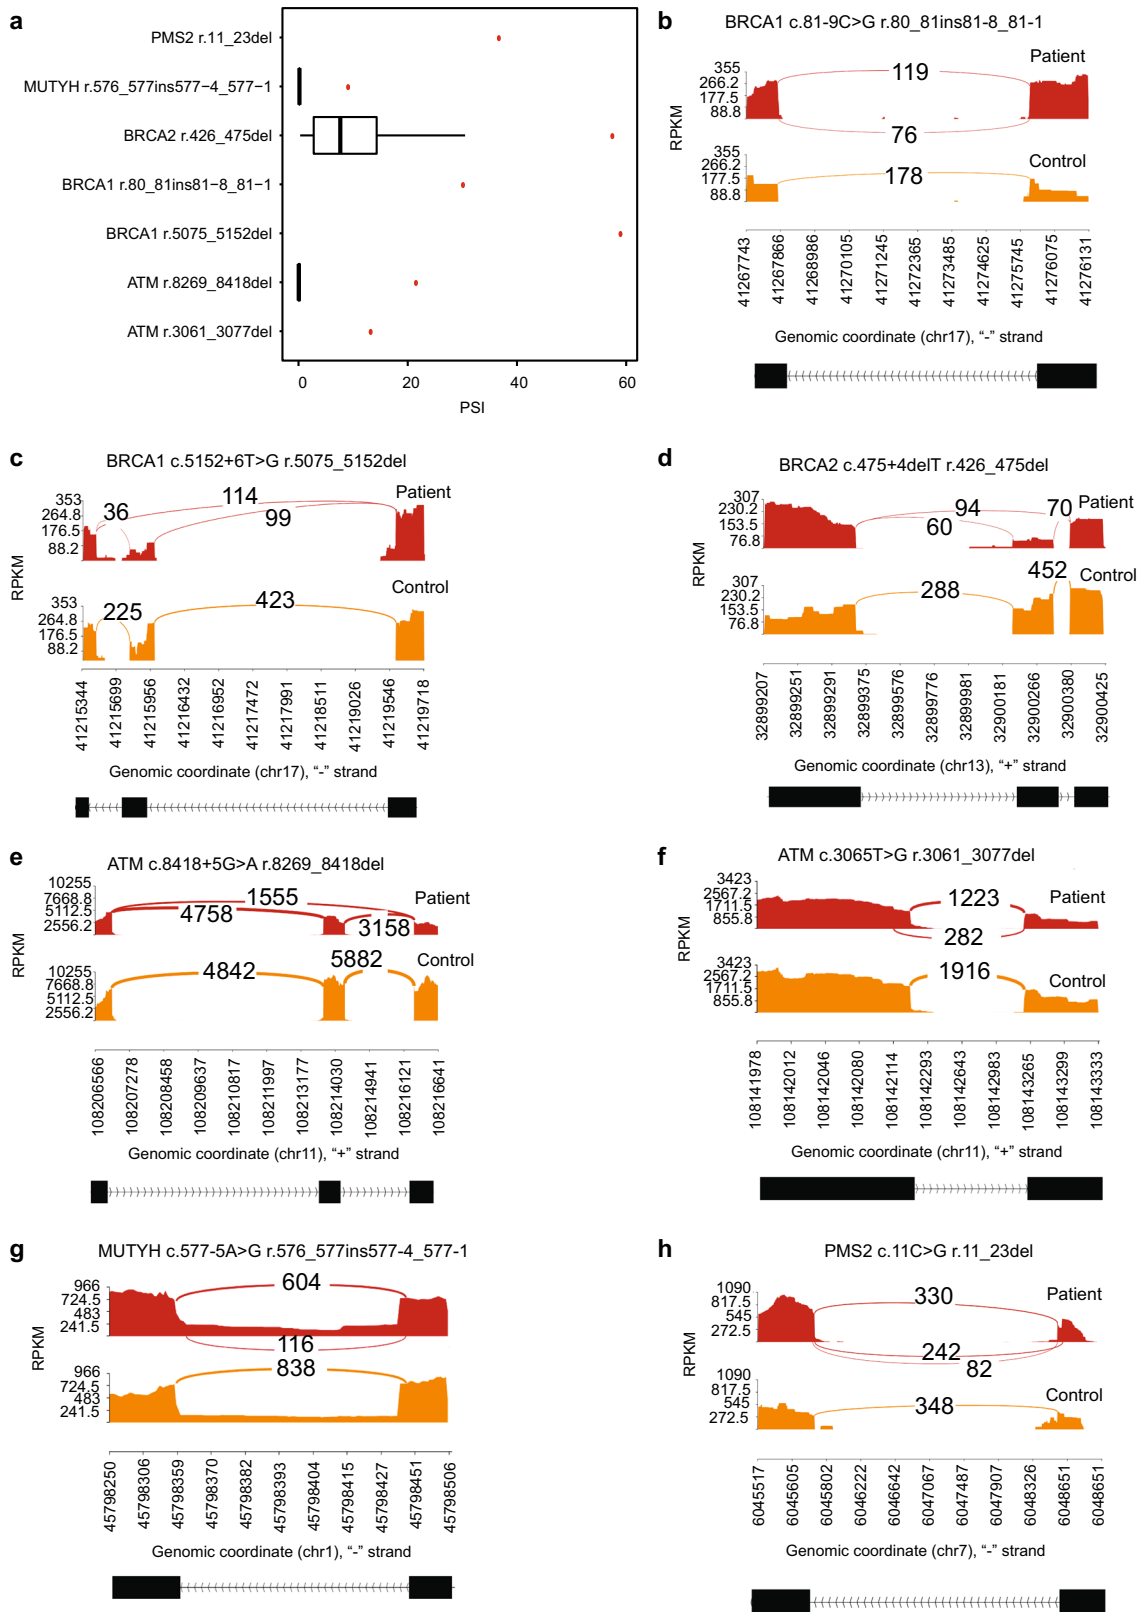 a
PMS2 r.11_23del
MUTYH r.576_577ins577−4_577−1
BRCA2 r.426_475del
BRCA1 r.80_81ins81−8_81−1
BRCA1 r.5075_5152del
ATM r.8269_8418del
ATM r.3061_3077del
0 20 40 60
PSI
b
BRCA1 c.81-9C>G r.80_81ins81-8_81-1
Patient
355
266.2
177.5
88.8
119
76
RPKM
Control
355
266.2
177.5
88.8
178
41267743 41267866 41268986 41270105 41271245 41272365 41273485 41274625 41275745 41276075 41276131
Genomic coordinate (chr17), "-" strand
c
BRCA1 c.5152+6T>G r.5075_5152del
Patient
353
264.8
176.5
88.2
36
114
99
RPKM
Control
353
264.8
176.5
88.2
225
423
41215344 41215699 41215956 41216432 41216952 41217472 41217991 41218511 41219026 41219546 41219718
Genomic coordinate (chr17), "-" strand
d
BRCA2 c.475+4delT r.426_475del
Patient
307
230.2
153.5
76.8
94
70
60
RPKM
Control
307
230.2
153.5
76.8
288
452
32899207 32899251 32899291 32899375 32899576 32899776 32899981 32900181 32900266 32900380 32900425
Genomic coordinate (chr13), "+" strand
e
ATM c.8418+5G>A r.8269_8418del
Patient
10255
7668.8
5112.5
2556.2
1555
4758
3158
RPKM
Control
10255
7668.8
5112.5
2556.2
4842
5882
108206566 108207278 108208458 108209637 108210817 108211997 108213177 108214030 108214941 108216121 108216641
Genomic coordinate (chr11), "+" strand
f
ATM c.3065T>G r.3061_3077del
Patient
3423
2567.2
1711.5
855.8
1223
282
RPKM
Control
3423
2567.2
1711.5
855.8
1916
108141978 108142012 108142046 108142080 108142114 108142293 108142643 108142983 108143265 108143299 108143333
Genomic coordinate (chr11), "+" strand
g
MUTYH c.577-5A>G r.576_577ins577-4_577-1
966
724.5
483
241.5
604
116
RPKM
966
724.5
483
241.5
838
45798250 45798306 45798359 45798370 45798382 45798393 45798404 45798415 45798427 45798451 45798506
Genomic coordinate (chr1), "-" strand
h
PMS2 c.11C>G r.11_23del
Patient
1090
817.5
545
272.5
330
242
82
RPKM
Control
1090
817.5
545
272.5
348
6045517 6045605 6045802 6046222 6046642 6047067 6047487 6047907 6048326 6048651 6048651
Genomic coordinate (chr7), "-" strand